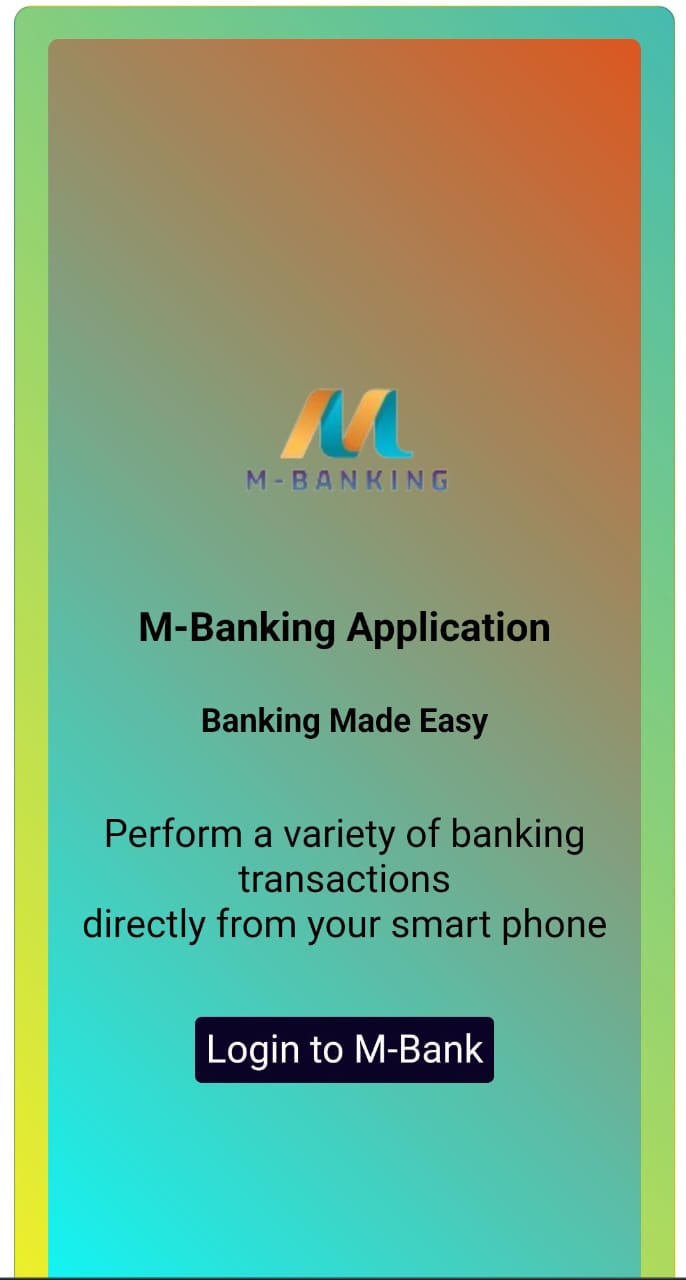 M-BANKING
M-Banking Application
Banking Made Easy
Perform a variety of banking
transactions
directly from your smart phone
Login to M-Bank